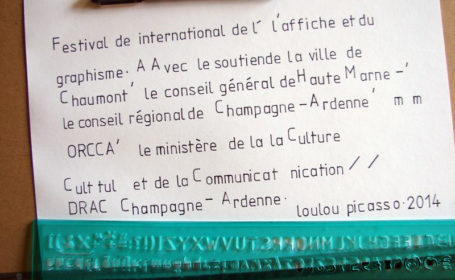 Festival de international de l´ l'affiche et du
graphisme. A Avec le soutiende la ville de
Chaumont' le conseil général deHaute Marne-'
le conseil régionalde Champagne-Ardenne' m m
ORCCA' le ministère de la la Culture
Cult tul et de la Communicat nication //
DRAC Champagne- Ardenne.
loulou picasso.2014